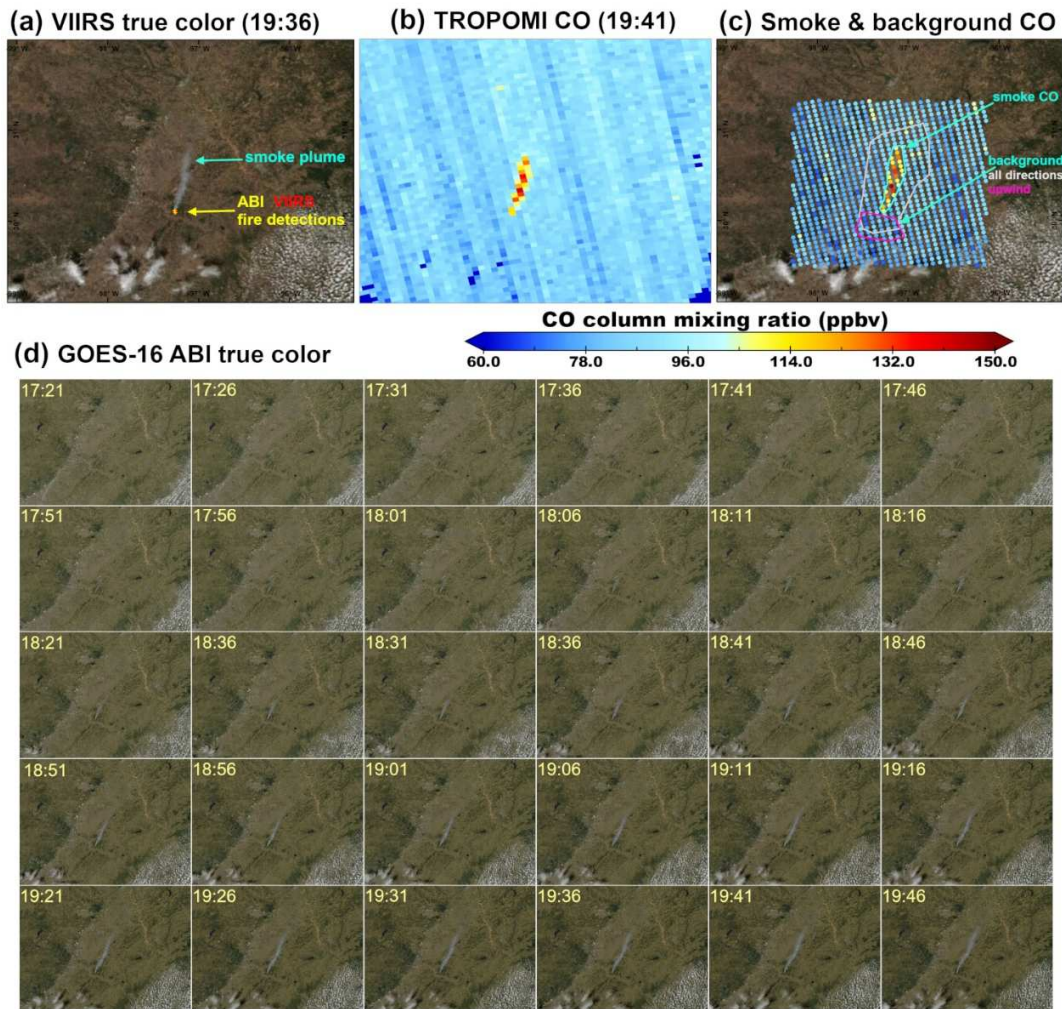 (a) VIIRS true color (19:36)
(b) TROPOMI CO (19:41)
(c) Smoke & background CO
smoke plume
ABI VIIRS
fire detections
smoke CO
background
all directions
upwind
CO column mixing ratio (ppbv)
60.0 78.0 96.0 114.0 132.0 150.0
(d) GOES-16 ABI true color
17:21 17:26 17:31 17:36 17:41 17:46
17:51 17:56 18:01 18:06 18:11 18:16
18:21 18:36 18:31 18:36 18:41 18:46
18:51 18:56 19:01 19:06 19:11 19:16
19:21 19:26 19:31 19:36 19:41 19:46